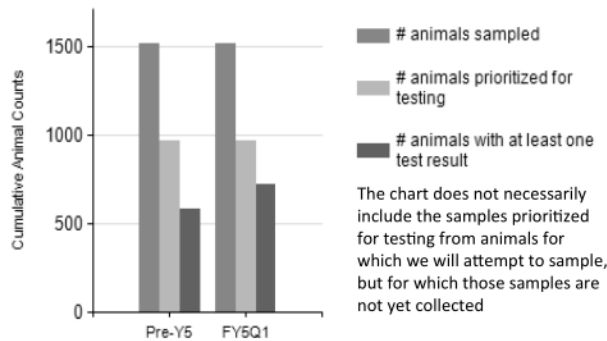 1500
1000
500
0
Cumulative Animal Counts
Pre-Y5
FY5Q1
# animals sampled
# animals prioritized for
testing
# animals with at least one
test result
The chart does not necessarily
include the samples prioritized
for testing from animals for
which we will attempt to sample,
but for which those samples are
not yet collected